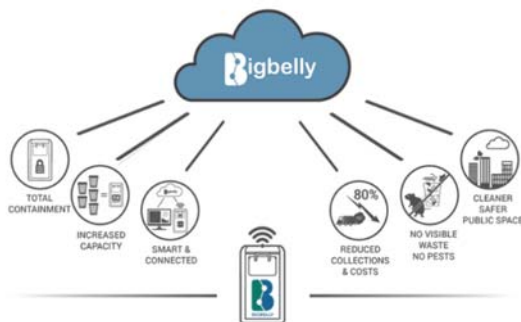 Bigbelly
TOTAL
CONTAINMENT
INCREASED
CAPACITY
SMART &
CONNECTED
80%
REDUCED
COLLECTIONS
& COSTS
NO VISIBLE
WASTE
NO PESTS
CLEANER
SAFER
PUBLIC SPACE
BIGBELLY